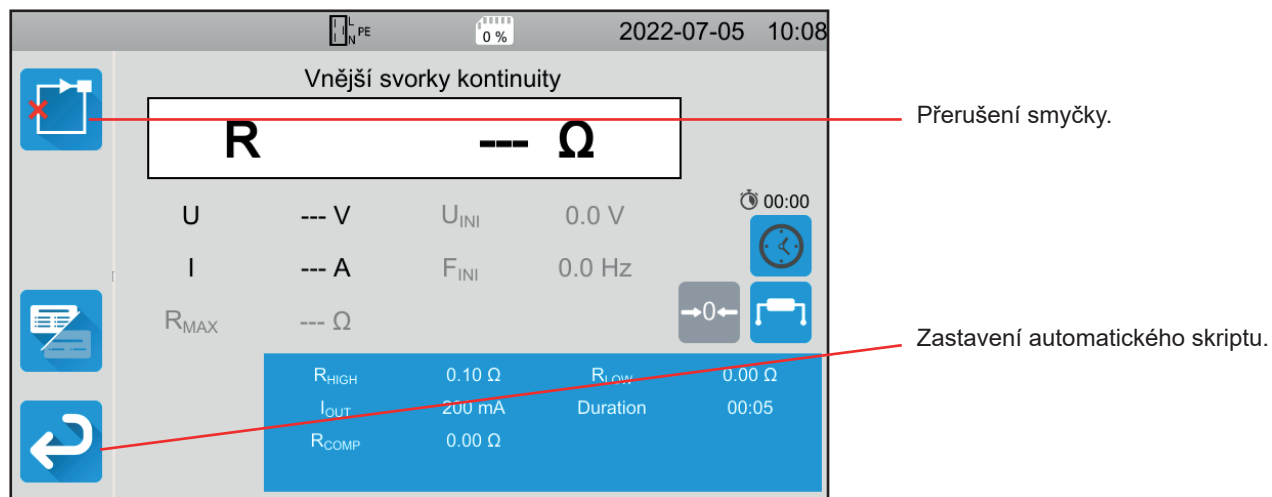 L
N PE
0 %
2022-07-05 10:08
Vnější svorky kontinuity
R --- Ω
Přerušení smyčky.
00:00
U --- V UINI 0.0 V
I --- A FINI 0.0 Hz
RMAX --- Ω
→0←
Zastavení automatického skriptu.
RHIGH 0.10 Ω RLOW 0.00 Ω
IOUT 200 mA Duration 00:05
RCOMP 0.00 Ω